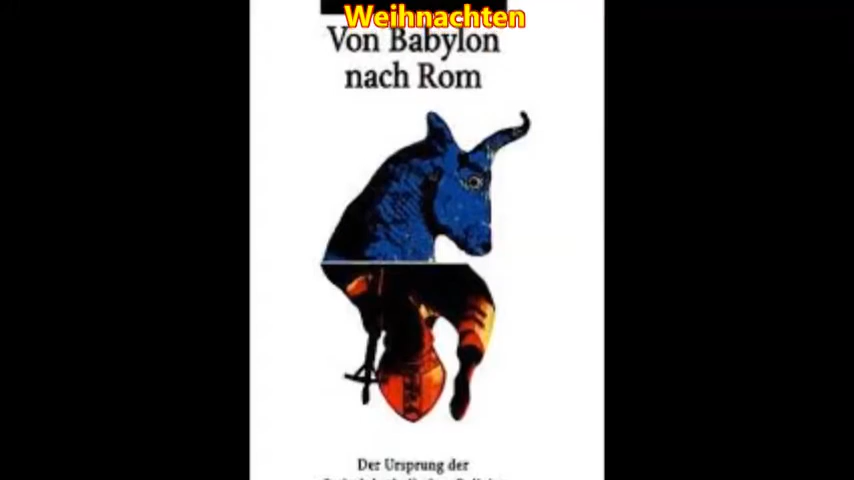 Weihnachten
Von Babylon
nach Rom
Der Ursprung der